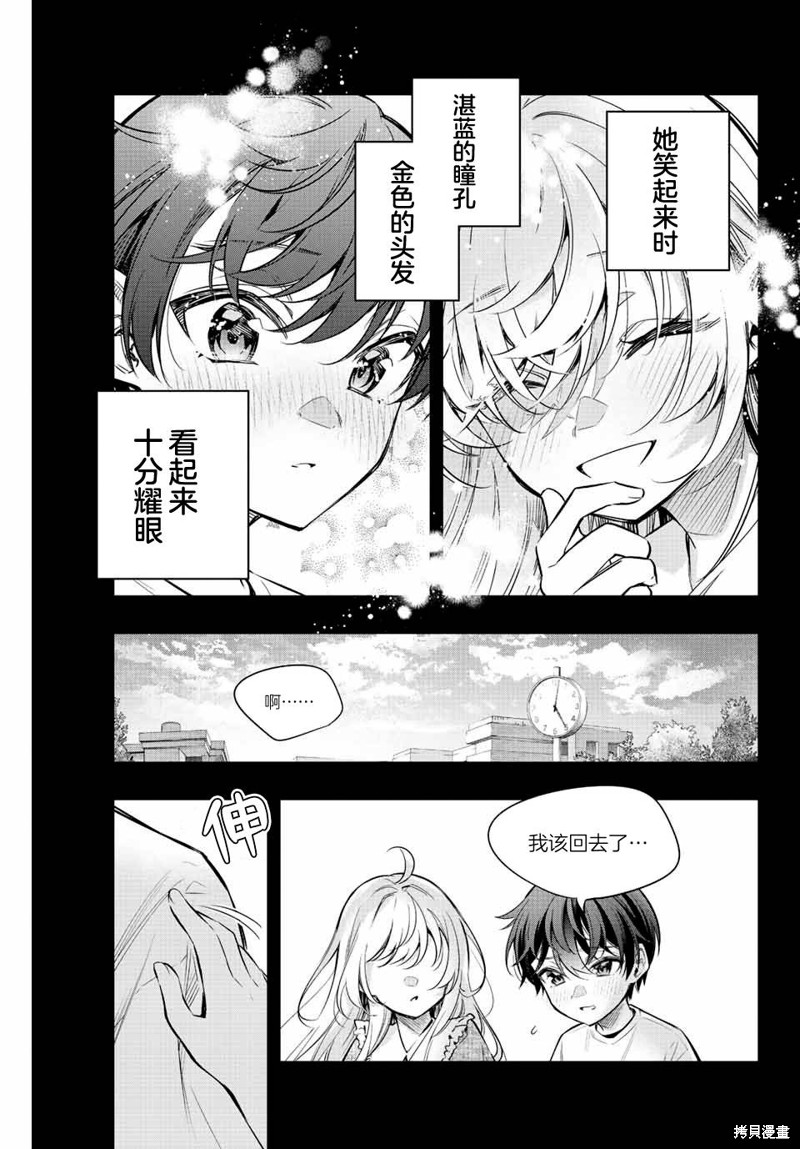 她笑起来时
湛蓝的瞳孔
金色的头发
看起来
十分耀眼
啊……
我该回去了…
伸
拷贝漫畫